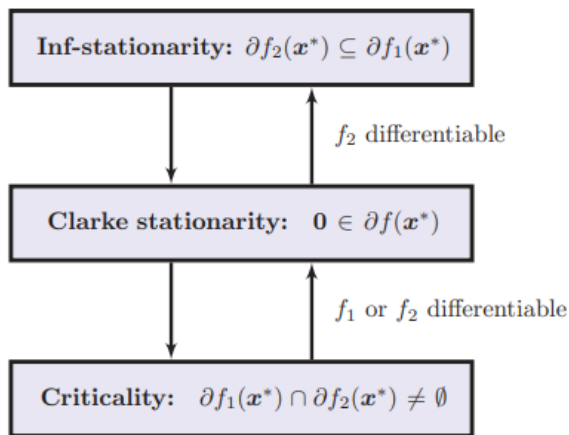 Inf-stationarity: ∂f₂(x*) ⊆ ∂f₁(x*)
f₂ differentiable
Clarke stationarity: 0 ∈ ∂f(x*)
f₁ or f₂ differentiable
Criticality: ∂f₁(x*) ∩ ∂f₂(x*) ≠ ∅